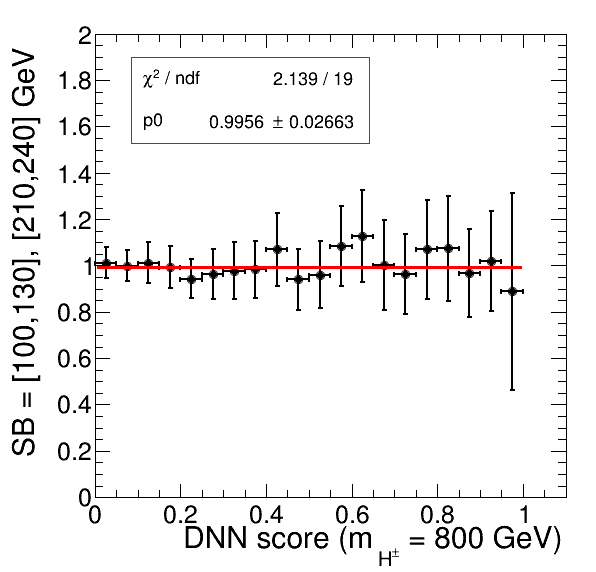 SB = [100,130], [210,240] GeV
2
1.8
1.6
1.4
1.2
1
0.8
0.6
0.4
0.2
0
χ² / ndf 2.139 / 19
p0 0.9956 ± 0.02663
0 0.2 0.4 0.6 0.8 1
DNN score (m_H± = 800 GeV)